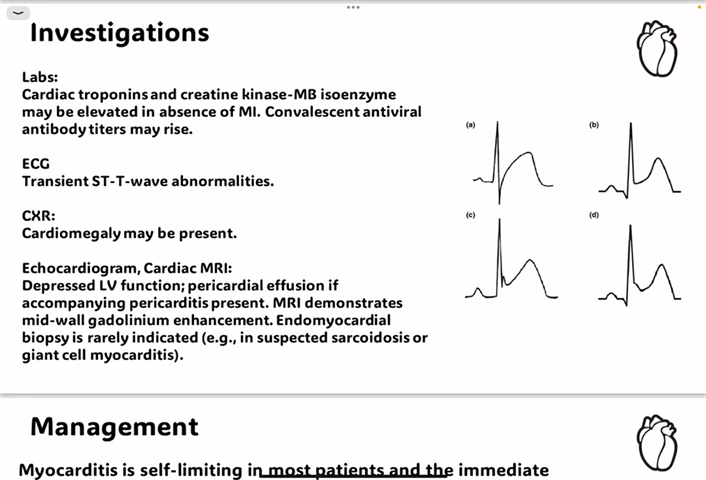 Investigations
Labs:
Cardiac troponins and creatine kinase-MB isoenzyme
may be elevated in absence of MI. Convalescent antiviral
antibody titers may rise.
ECG
Transient ST-T-wave abnormalities.
CXR:
Cardiomegaly may be present.
Echocardiogram, Cardiac MRI:
Depressed LV function; pericardial effusion if
accompanying pericarditis present. MRI demonstrates
mid-wall gadolinium enhancement. Endomyocardial
biopsy is rarely indicated (e.g., in suspected sarcoidosis or
giant cell myocarditis).
(a)
(b)
(c)
(d)
Management
Myocarditis is self-limiting in most patients and the immediate